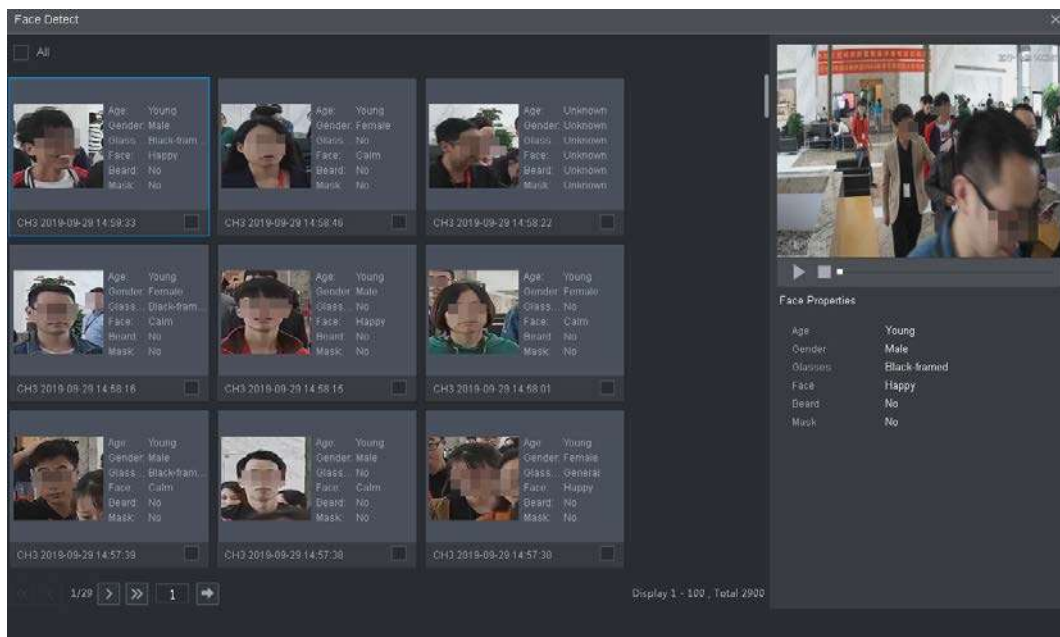 Face Detect
All
Age: Young
Gender: Male
Glass... Black-fram...
Face: Happy
Beard: No
Mask: No
CH3 2019-09-29 14:59:33
Age: Young
Gender: Female
Glass... No
Face: Calm
Beard: No
Mask: No
CH3 2019-09-29 14:58:46
Age: Unknown
Gender: Unknown
Glass... Unknown
Face: Unknown
Beard: Unknown
Mask: Unknown
CH3 2019-09-29 14:58:22
Age: Young
Gender: Female
Glass... Black-fram...
Face: Calm
Beard: No
Mask: No
CH3 2019-09-29 14:58:16
Age: Young
Gender: Male
Glass... No
Face: Happy
Beard: No
Mask: No
CH3 2019-09-29 14:58:15
Age: Young
Gender: Female
Glass... No
Face: Calm
Beard: No
Mask: No
CH3 2019-09-29 14:58:01
Age: Young
Gender: Male
Glass... Black-fram...
Face: Calm
Beard: No
Mask: No
CH3 2019-09-29 14:57:39
Age: Young
Gender: Male
Glass... No
Face: Calm
Beard: No
Mask: No
CH3 2019-09-29 14:57:38
Age: Young
Gender: Female
Glass... General
Face: Happy
Beard: No
Mask: No
CH3 2019-09-29 14:57:38
1/29
1
Display 1 - 100 , Total 2900
Face Properties
Age Young
Gender Male
Glasses Black-framed
Face Happy
Beard No
Mask No